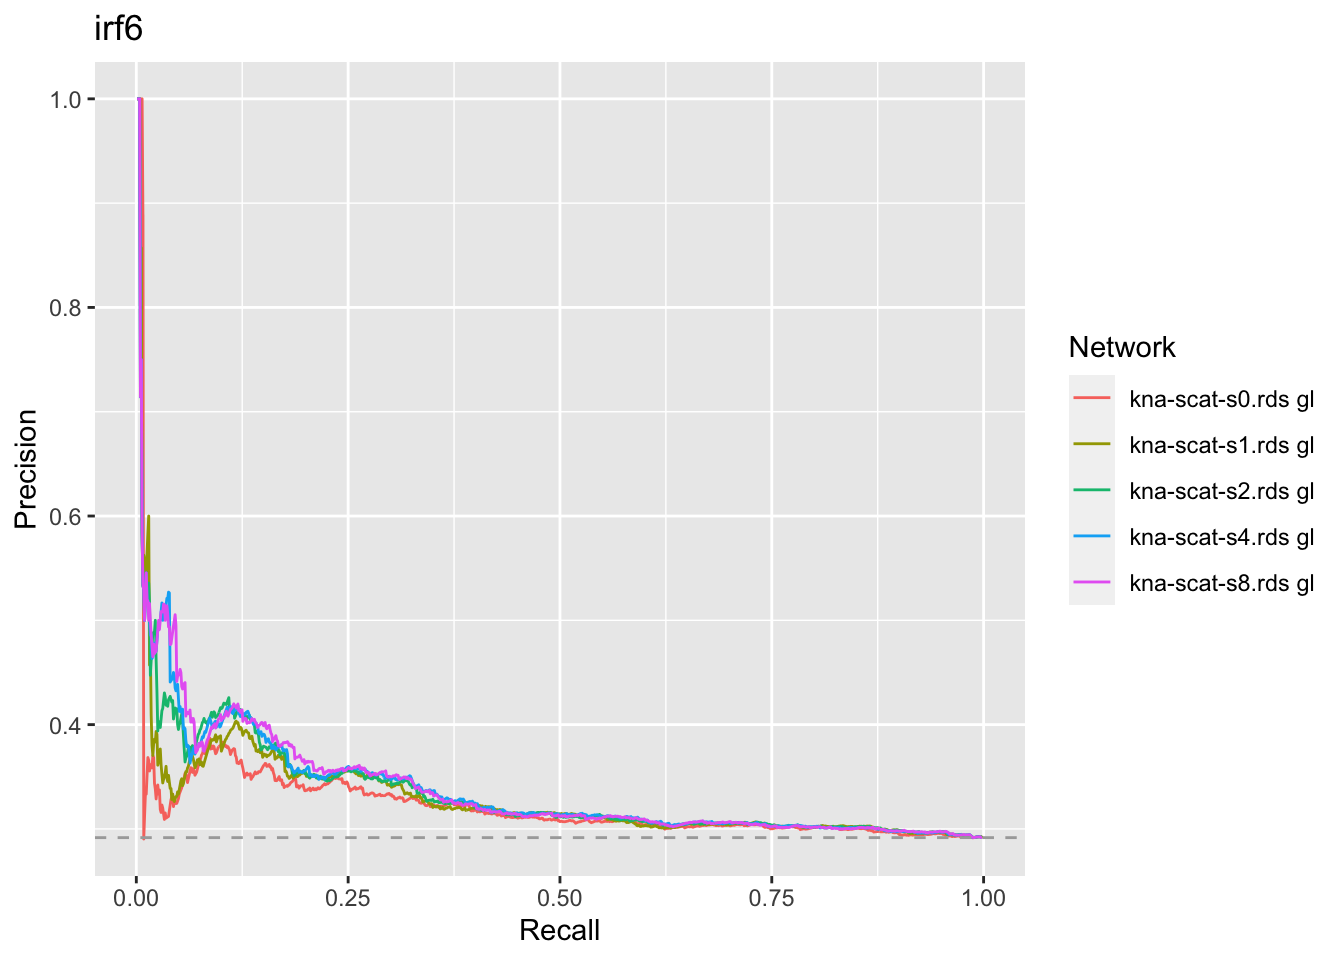 irf6
1.0
0.8
0.6
0.4
Precision
0.00 0.25 0.50 0.75 1.00
Recall
Network
kna-scat-s0.rds gl
kna-scat-s1.rds gl
kna-scat-s2.rds gl
kna-scat-s4.rds gl
kna-scat-s8.rds gl